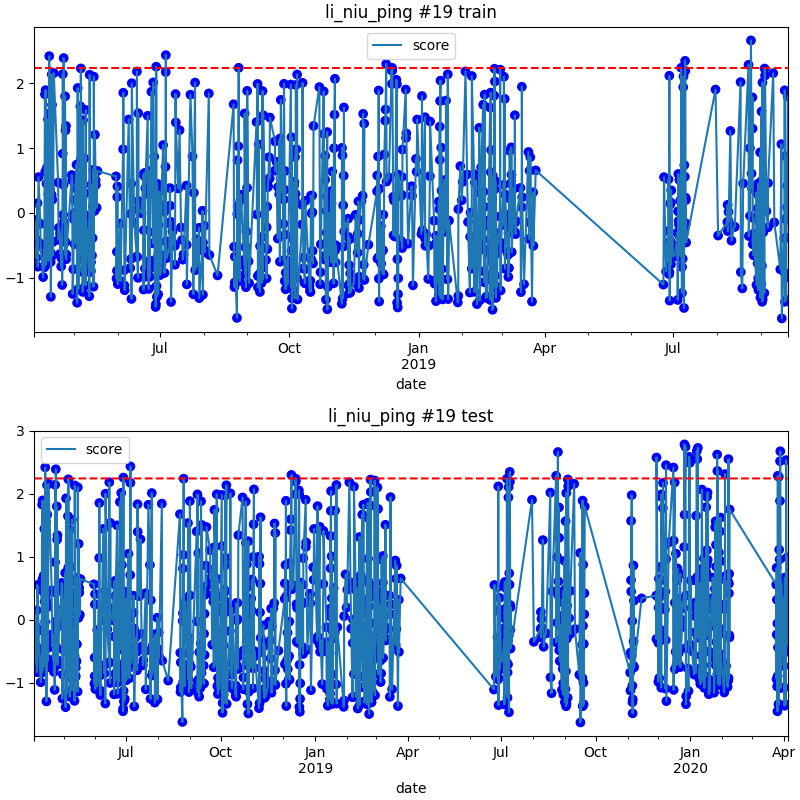 li_niu_ping #19 train
score
2
1
0
−1
Jul
Oct
Jan
2019
Apr
Jul
date
li_niu_ping #19 test
score
3
2
1
0
−1
Jul
Oct
Jan
2019
Apr
Jul
Oct
Jan
2020
Apr
date